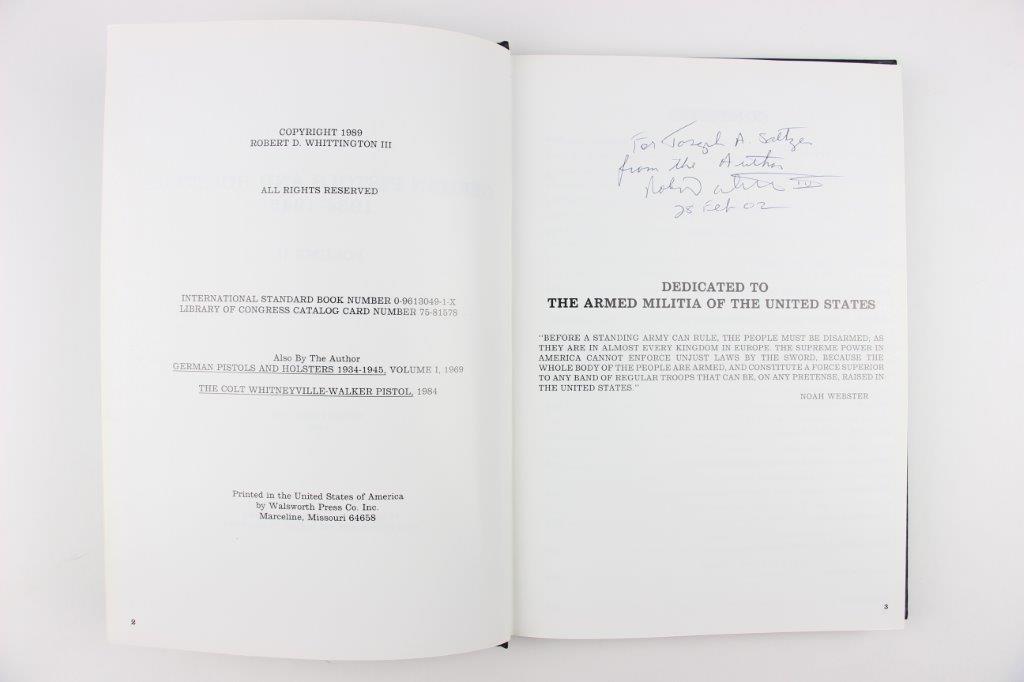 COPYRIGHT 1989
ROBERT D. WHITTINGTON III
ALL RIGHTS RESERVED
INTERNATIONAL STANDARD BOOK NUMBER 0-9613049-1-X
LIBRARY OF CONGRESS CATALOG CARD NUMBER 75-81578
Also By The Author
GERMAN PISTOLS AND HOLSTERS 1934-1945, VOLUME I, 1969
THE COLT WHITNEYVILLE-WALKER PISTOL, 1984
Printed in the United States of America
by Walsworth Press Co. Inc.
Marceline, Missouri 64658
2
For Joseph A. Saltzer
from the Author
Robert III
28 Feb 02
DEDICATED TO
THE ARMED MILITIA OF THE UNITED STATES
"BEFORE A STANDING ARMY CAN RULE, THE PEOPLE MUST BE DISARMED; AS
THEY ARE IN ALMOST EVERY KINGDOM IN EUROPE. THE SUPREME POWER IN
AMERICA CANNOT ENFORCE UNJUST LAWS BY THE SWORD, BECAUSE THE
WHOLE BODY OF THE PEOPLE ARE ARMED, AND CONSTITUTE A FORCE SUPERIOR
TO ANY BAND OF REGULAR TROOPS THAT CAN BE, ON ANY PRETENSE, RAISED IN
THE UNITED STATES."
NOAH WEBSTER
3